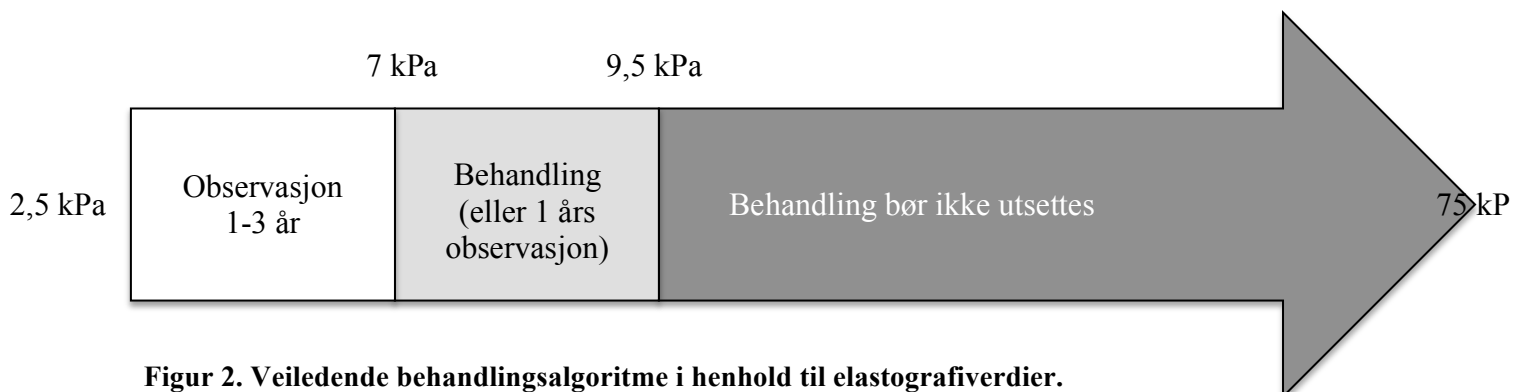 7 kPa
9,5 kPa
2,5 kPa
Observasjon
1-3 år
Behandling
(eller 1 års
observasjon)
Behandling bør ikke utsettes
75 kP
Figur 2. Veiledende behandlingsalgoritme i henhold til elastografiverdier.